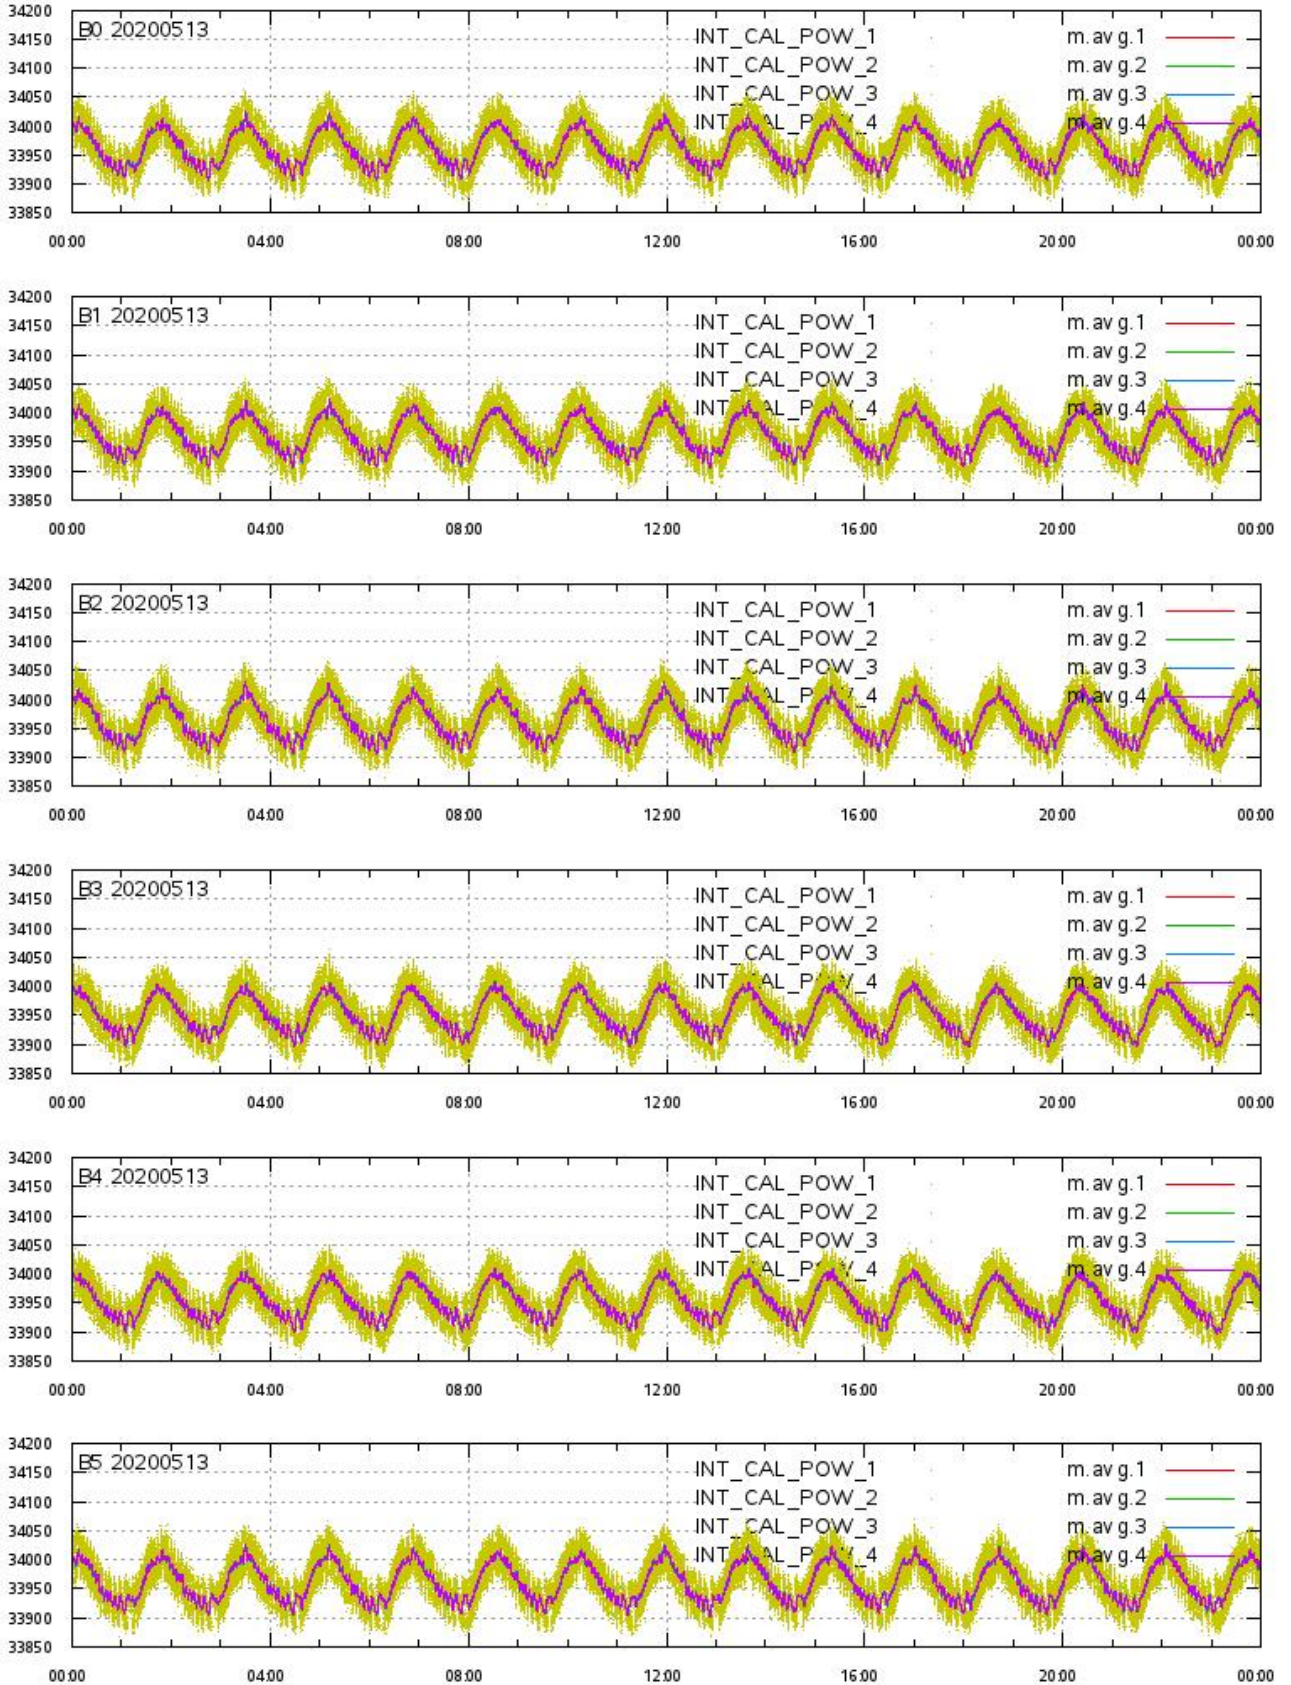 34200
B0 20200513 INT_CAL_POW_1 m.avg.1
34150
INT_CAL_POW_2 m.avg.2
34100
INT_CAL_POW_3 m.avg.3
34050
INT_CAL_POW_4 m.avg.4
34000
33950
33900
33850
00:00 04:00 08:00 12:00 16:00 20:00 00:00
34200
B1 20200513 INT_CAL_POW_1 m.avg.1
34150
INT_CAL_POW_2 m.avg.2
34100
INT_CAL_POW_3 m.avg.3
34050
INT_CAL_POW_4 m.avg.4
34000
33950
33900
33850
00:00 04:00 08:00 12:00 16:00 20:00 00:00
34200
B2 20200513 INT_CAL_POW_1 m.avg.1
34150
INT_CAL_POW_2 m.avg.2
34100
INT_CAL_POW_3 m.avg.3
34050
INT_CAL_POW_4 m.avg.4
34000
33950
33900
33850
00:00 04:00 08:00 12:00 16:00 20:00 00:00
34200
B3 20200513 INT_CAL_POW_1 m.avg.1
34150
INT_CAL_POW_2 m.avg.2
34100
INT_CAL_POW_3 m.avg.3
34050
INT_CAL_POW_4 m.avg.4
34000
33950
33900
33850
00:00 04:00 08:00 12:00 16:00 20:00 00:00
34200
B4 20200513 INT_CAL_POW_1 m.avg.1
34150
INT_CAL_POW_2 m.avg.2
34100
INT_CAL_POW_3 m.avg.3
34050
INT_CAL_POW_4 m.avg.4
34000
33950
33900
33850
00:00 04:00 08:00 12:00 16:00 20:00 00:00
34200
B5 20200513 INT_CAL_POW_1 m.avg.1
34150
INT_CAL_POW_2 m.avg.2
34100
INT_CAL_POW_3 m.avg.3
34050
INT_CAL_POW_4 m.avg.4
34000
33950
33900
33850
00:00 04:00 08:00 12:00 16:00 20:00 00:00